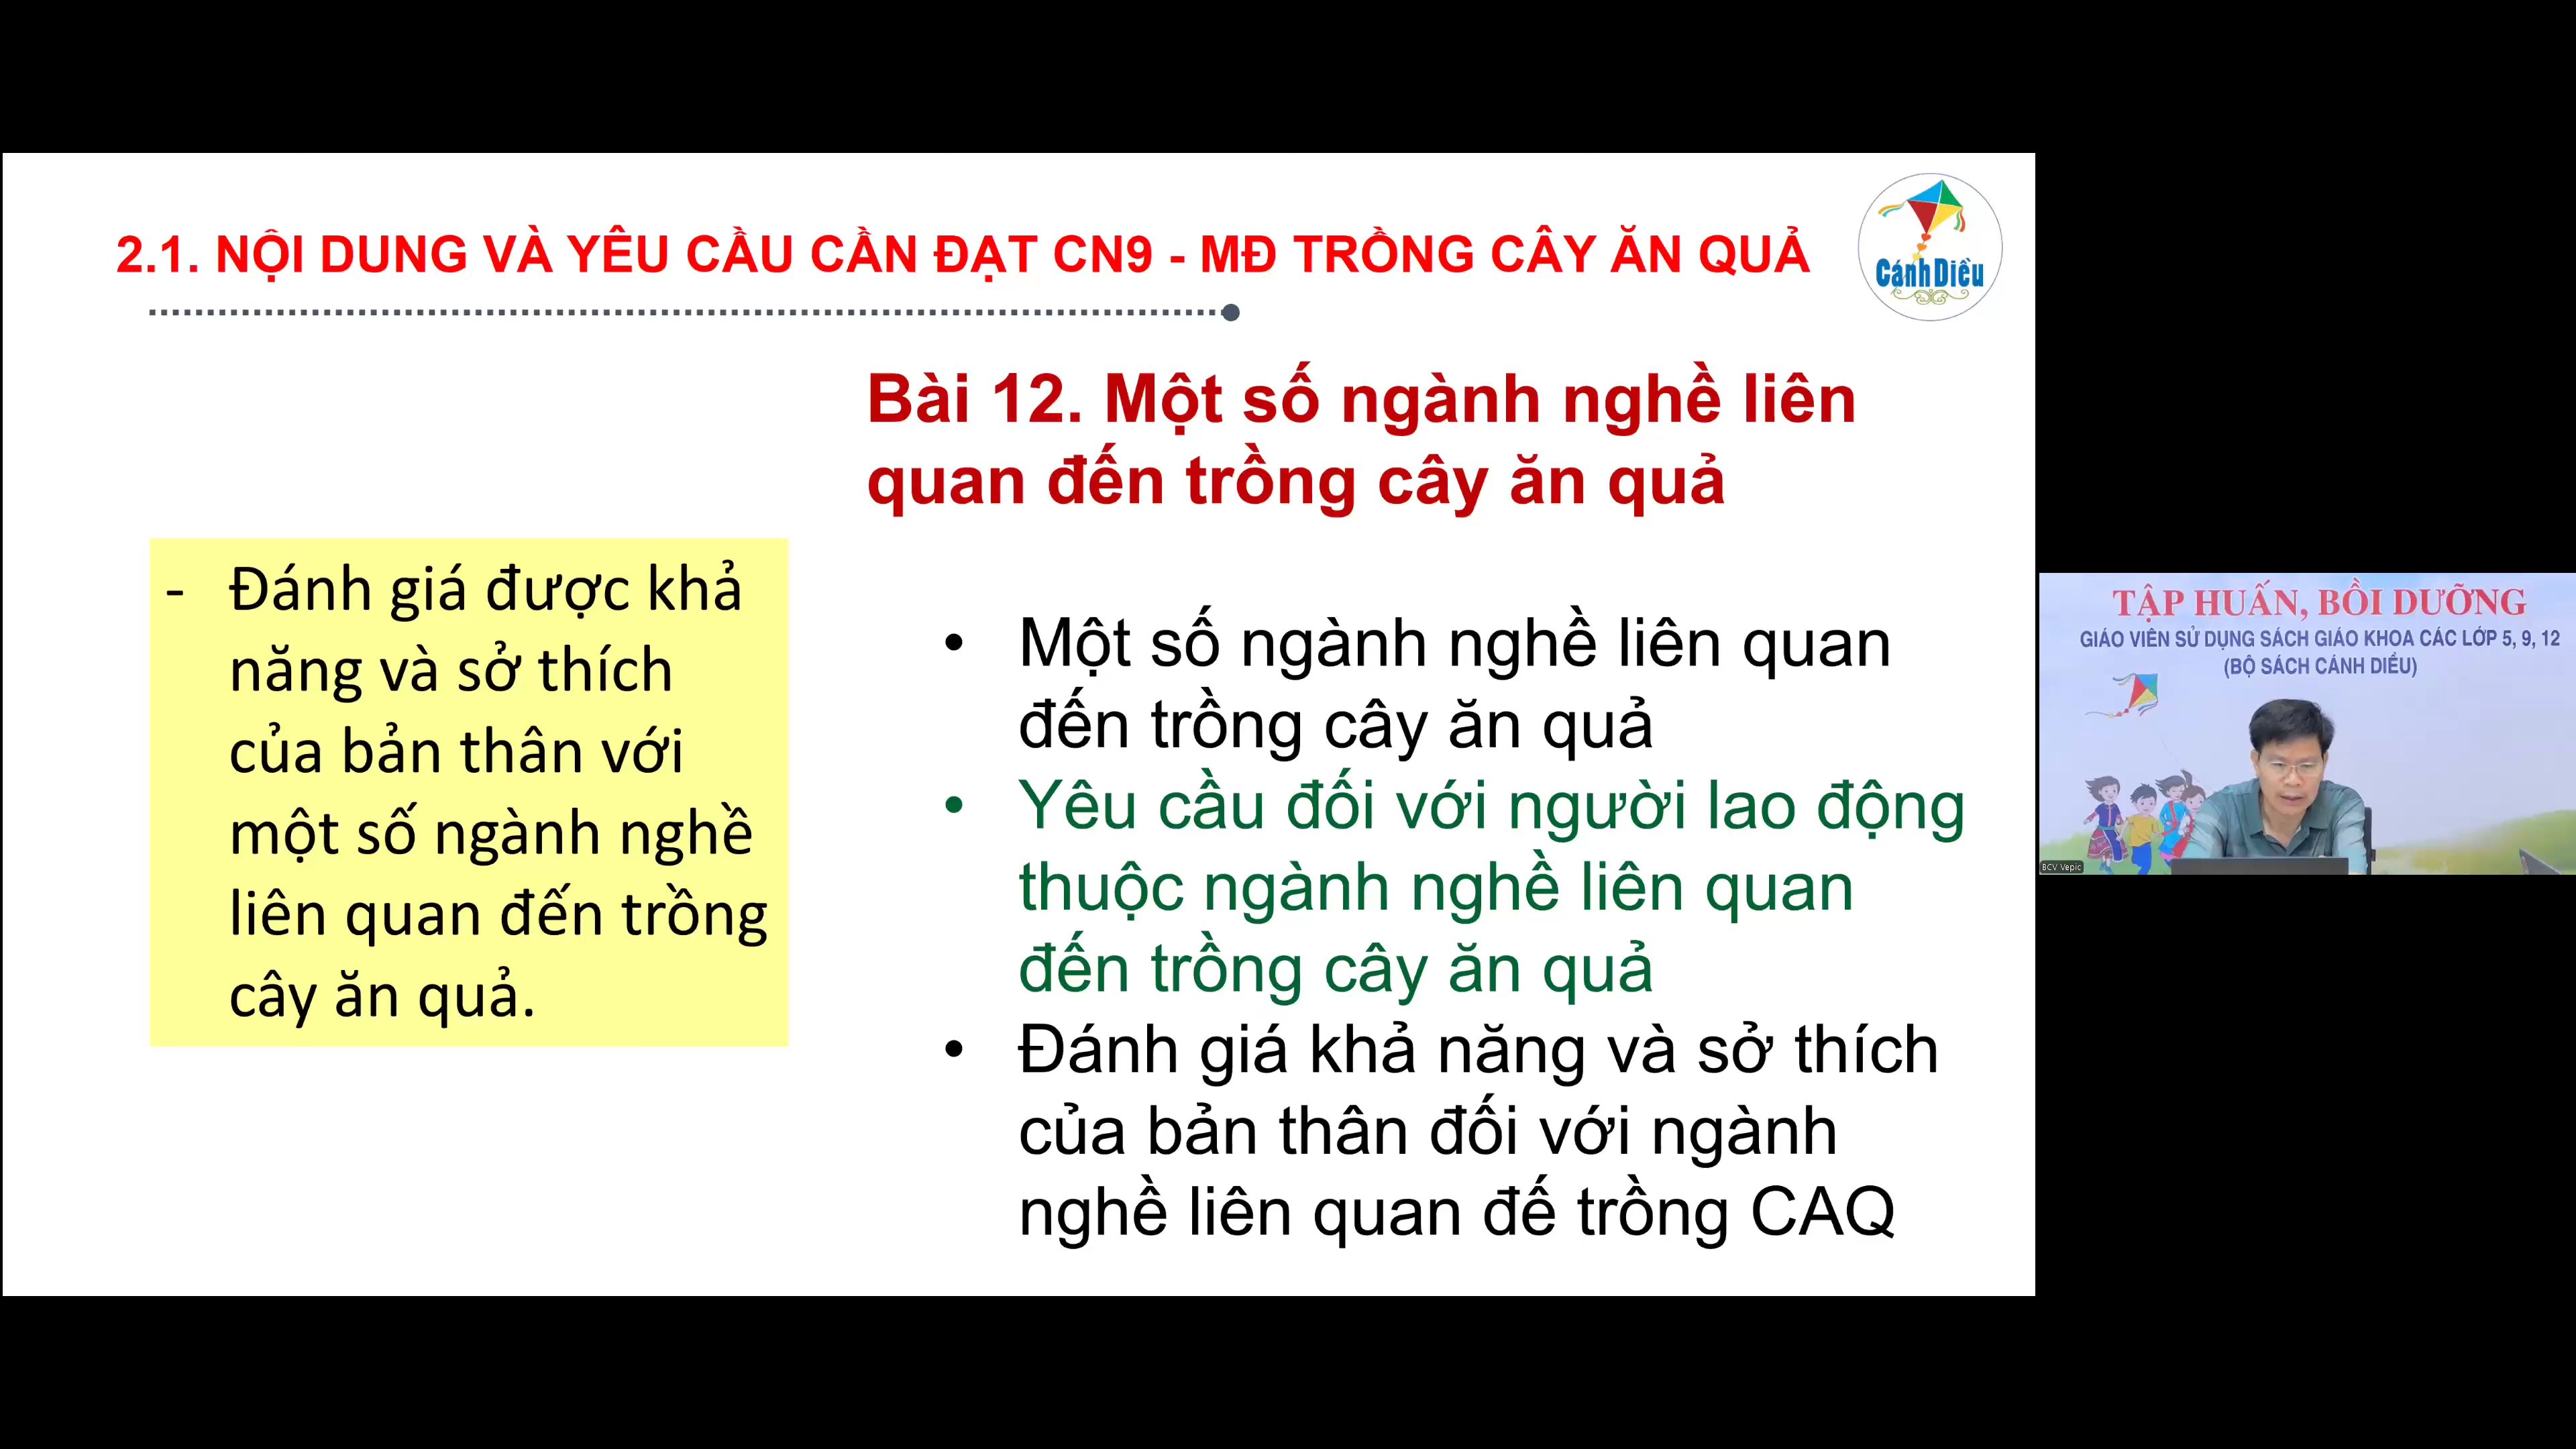 2.1. NỘI DUNG VÀ YÊU CẦU CẦN ĐẠT CN9 - MĐ TRỒNG CÂY ĂN QUẢ
Cánh Diều
Bài 12. Một số ngành nghề liên
quan đến trồng cây ăn quả
- Đánh giá được khả
năng và sở thích
của bản thân với
một số ngành nghề
liên quan đến trồng
cây ăn quả.
• Một số ngành nghề liên quan
đến trồng cây ăn quả
• Yêu cầu đối với người lao động
thuộc ngành nghề liên quan
đến trồng cây ăn quả
• Đánh giá khả năng và sở thích
của bản thân đối với ngành
nghề liên quan đế trồng CAQ
TẬP HUẤN, BỒI DƯỠNG
GIÁO VIÊN SỬ DỤNG SÁCH GIÁO KHOA CÁC LỚP 5, 9, 12
(BỘ SÁCH CÁNH DIỀU)
BCV Vepic